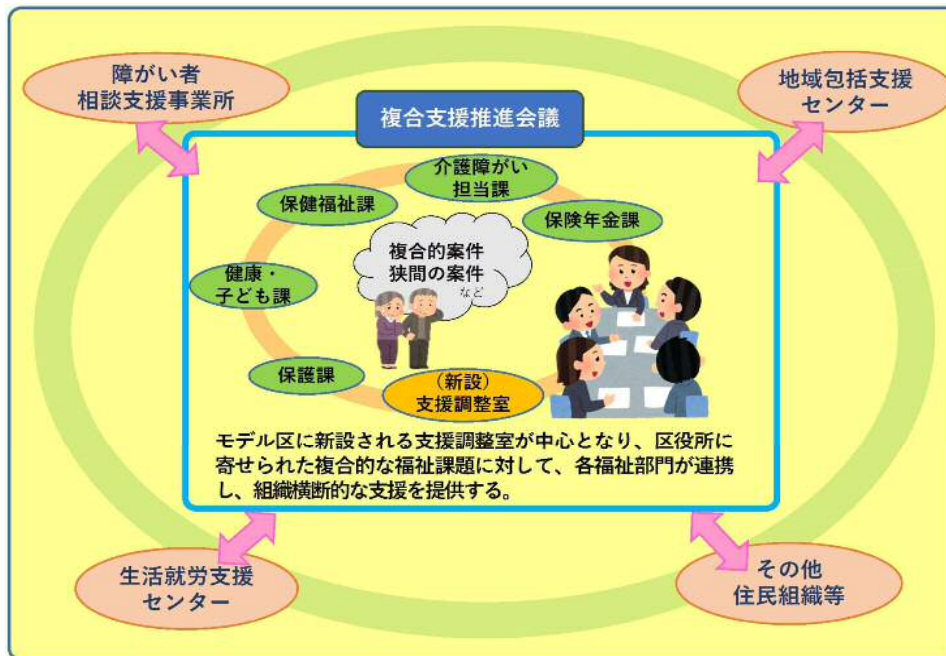 障がい者
相談支援事業所
地域包括支援
センター
複合支援推進会議
介護障がい
担当課
保健福祉課
保険年金課
複合的案件
狭間の案件
など
健康・
子ども課
保護課
（新設）
支援調整室
モデル区に新設される支援調整室が中心となり、区役所に
寄せられた複合的な福祉課題に対して、各福祉部門が連携
し、組織横断的な支援を提供する。
生活就労支援
センター
その他
住民組織等